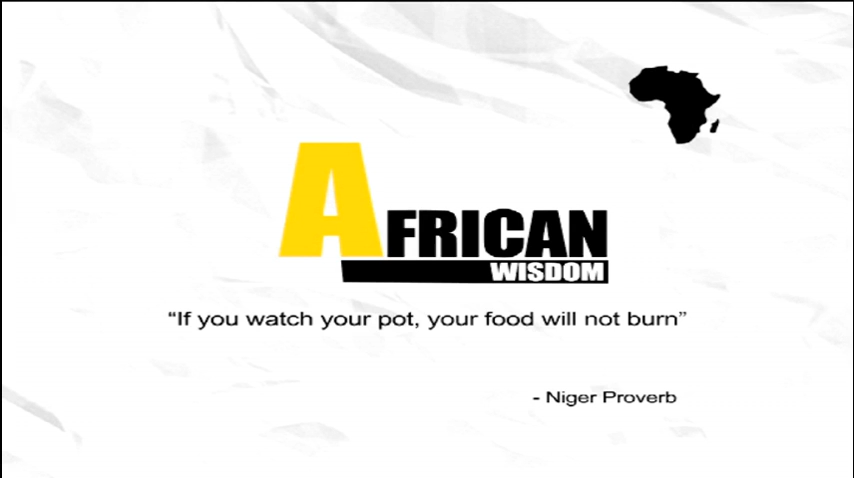 AFRICAN
WISDOM
“If you watch your pot, your food will not burn”
- Niger Proverb